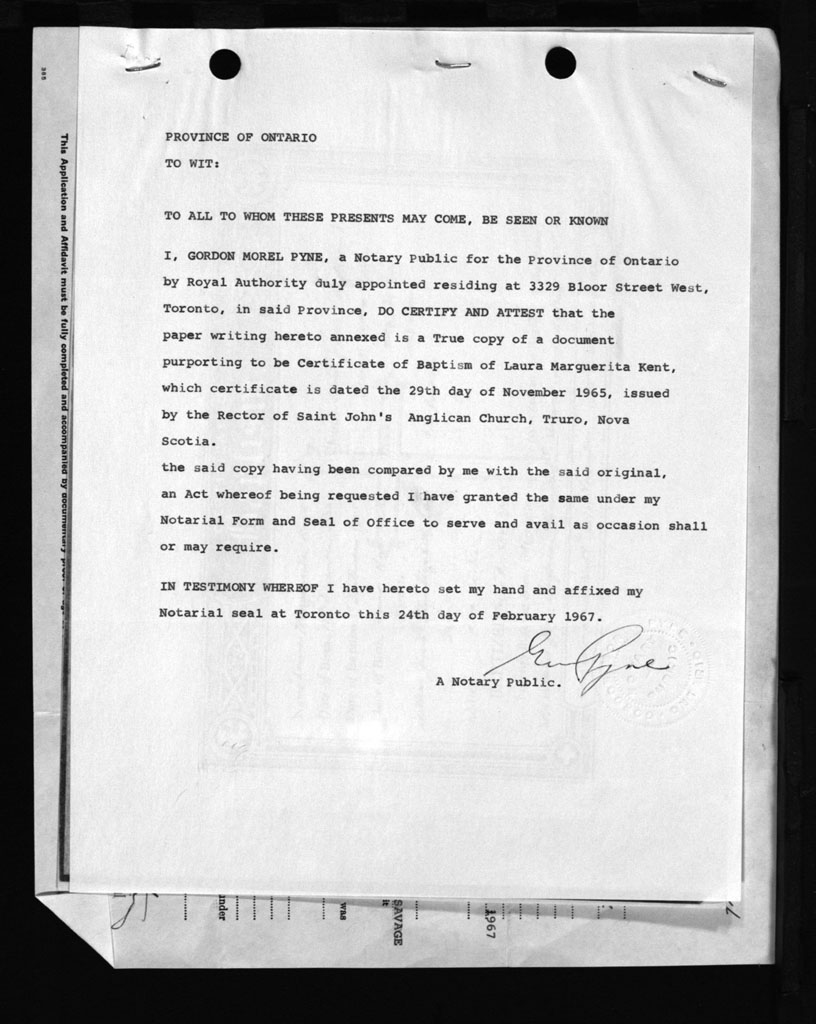 385
This Application and Affidavit must be fully completed and accompanied by documentary
PROVINCE OF ONTARIO
TO WIT:
TO ALL TO WHOM THESE PRESENTS MAY COME, BE SEEN OR KNOWN
I, GORDON MOREL PYNE, a Notary Public for the Province of Ontario
by Royal Authority duly appointed residing at 3329 Bloor Street West,
Toronto, in said Province, DO CERTIFY AND ATTEST that the
paper writing hereto annexed is a True copy of a document
purporting to be Certificate of Baptism of Laura Marguerita Kent,
which certificate is dated the 29th day of November 1965, issued
by the Rector of Saint John's Anglican Church, Truro, Nova
Scotia.
the said copy having been compared by me with the said original,
an Act whereof being requested I have granted the same under my
Notarial Form and Seal of Office to serve and avail as occasion shall
or may require.
IN TESTIMONY WHEREOF I have hereto set my hand and affixed my
Notarial seal at Toronto this 24th day of February 1967.
A Notary Public.
under
was
it
SAVAGE
1967